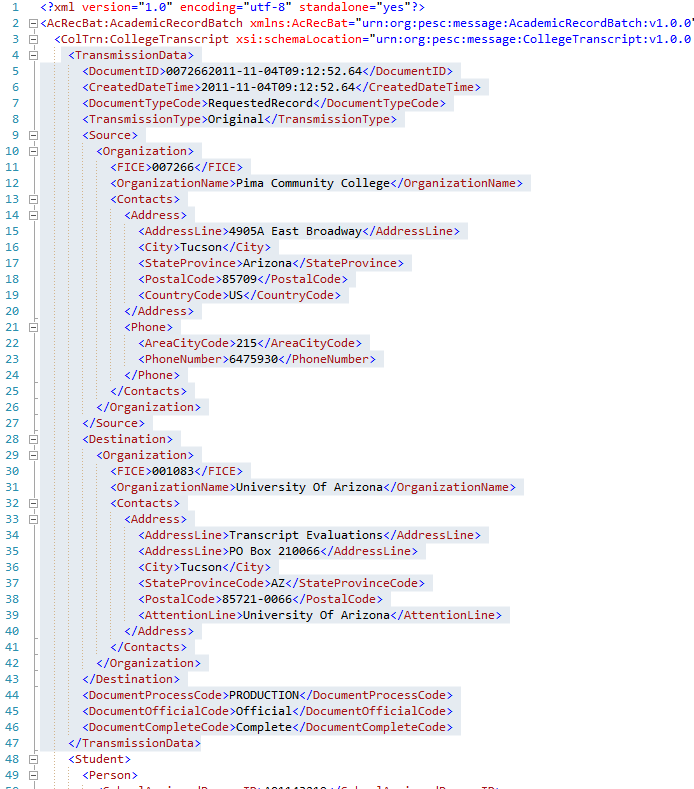 1 <?xml version="1.0" encoding="utf-8" standalone="yes"?>
2 <AcRecBat:AcademicRecordBatch xmlns:AcRecBat="urn:org:pesc:message:AcademicRecordBatch:v1.0.0"
3 <ColTrn:CollegeTranscript xsi:schemaLocation="urn:org:pesc:message:CollegeTranscript:v1.0.0
4 <TransmissionData>
5 <DocumentID>0072662011-11-04T09:12:52.64</DocumentID>
6 <CreatedDateTime>2011-11-04T09:12:52.64</CreatedDateTime>
7 <DocumentTypeCode>RequestedRecord</DocumentTypeCode>
8 <TransmissionType>Original</TransmissionType>
9 <Source>
10 <Organization>
11 <FICE>007266</FICE>
12 <OrganizationName>Pima Community College</OrganizationName>
13 <Contacts>
14 <Address>
15 <AddressLine>4905A East Broadway</AddressLine>
16 <City>Tucson</City>
17 <StateProvince>Arizona</StateProvince>
18 <PostalCode>85709</PostalCode>
19 <CountryCode>US</CountryCode>
20 </Address>
21 <Phone>
22 <AreaCityCode>215</AreaCityCode>
23 <PhoneNumber>6475930</PhoneNumber>
24 </Phone>
25 </Contacts>
26 </Organization>
27 </Source>
28 <Destination>
29 <Organization>
30 <FICE>001083</FICE>
31 <OrganizationName>University Of Arizona</OrganizationName>
32 <Contacts>
33 <Address>
34 <AddressLine>Transcript Evaluations</AddressLine>
35 <AddressLine>PO Box 210066</AddressLine>
36 <City>Tucson</City>
37 <StateProvinceCode>AZ</StateProvinceCode>
38 <PostalCode>85721-0066</PostalCode>
39 <AttentionLine>University Of Arizona</AttentionLine>
40 </Address>
41 </Contacts>
42 </Organization>
43 </Destination>
44 <DocumentProcessCode>PRODUCTION</DocumentProcessCode>
45 <DocumentOfficialCode>Official</DocumentOfficialCode>
46 <DocumentCompleteCode>Complete</DocumentCompleteCode>
47 </TransmissionData>
48 <Student>
49 <Person>